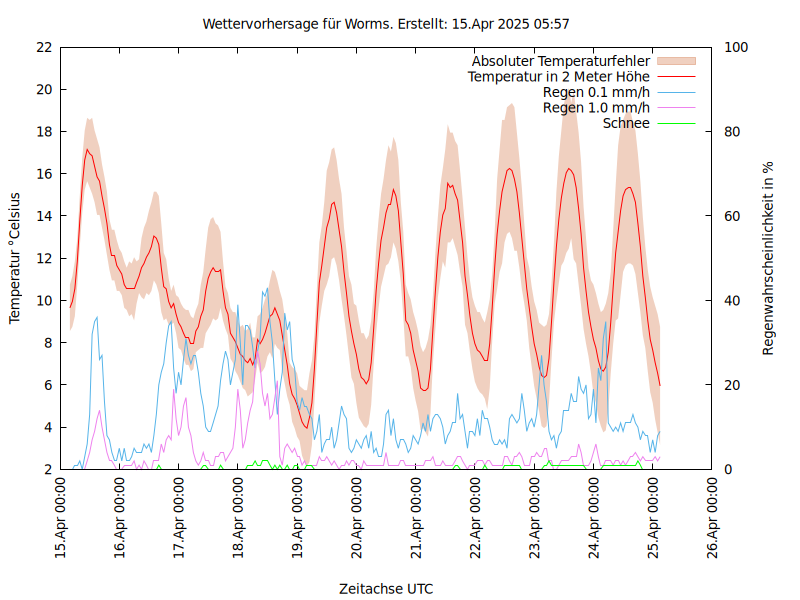 Wettervorhersage für Worms. Erstellt: 15.Apr 2025 05:57
Absoluter Temperaturfehler
Temperatur in 2 Meter Höhe
Regen 0.1 mm/h
Regen 1.0 mm/h
Schnee
Temperatur °Celsius
22
20
18
16
14
12
10
8
6
4
2
Regenwahrscheinlichkeit in %
100
80
60
40
20
0
15.Apr 00:00
16.Apr 00:00
17.Apr 00:00
18.Apr 00:00
19.Apr 00:00
20.Apr 00:00
21.Apr 00:00
22.Apr 00:00
23.Apr 00:00
24.Apr 00:00
25.Apr 00:00
26.Apr 00:00
Zeitachse UTC